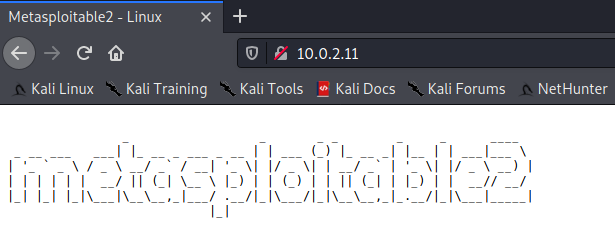 Metasploitable2 - Linux
10.0.2.11
Kali Linux Kali Training Kali Tools Kali Docs Kali Forums NetHunter
metasploitable2